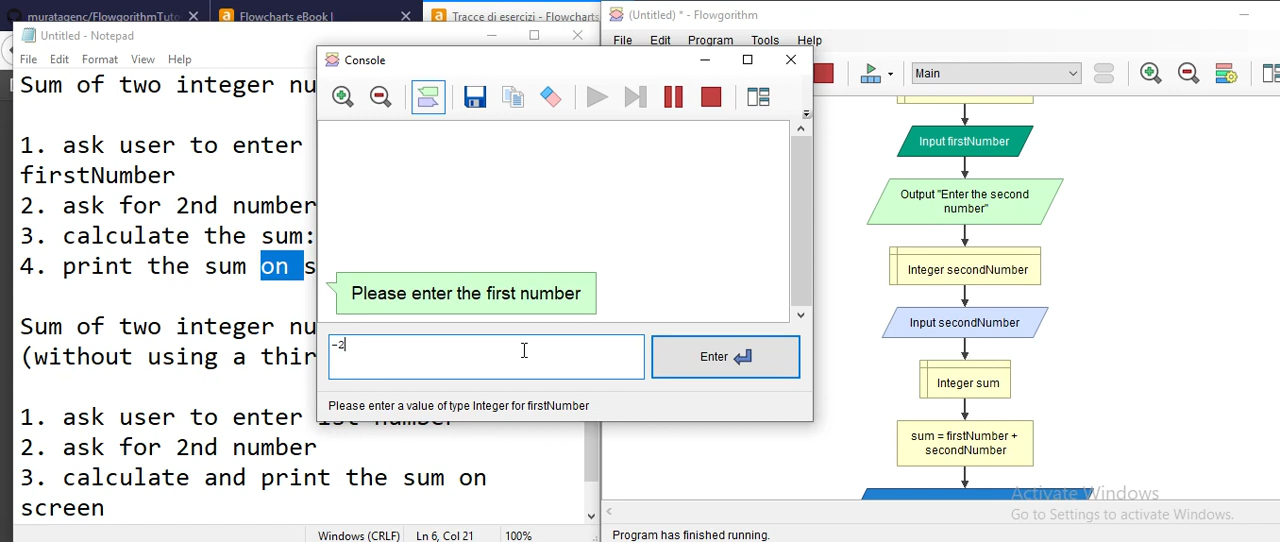 muratagenc/FlowgorithmTuto
Flowcharts eBook |
Tracce di esercizi - Flowcharts
Untitled - Notepad
File Edit Format View Help
Sum of two integer nu
1. ask user to enter
firstNumber
2. ask for 2nd number
3. calculate the sum:
4. print the sum on s
Sum of two integer nu
(without using a thir
1. ask user to enter 1st number
2. ask for 2nd number
3. calculate and print the sum on
screen
Windows (CRLF) Ln 6, Col 21 100%
Console
Please enter the first number
-2
Enter
Please enter a value of type Integer for firstNumber
(Untitled) * - Flowgorithm
File Edit Program Tools Help
Main
Input firstNumber
Output "Enter the second
number"
Integer secondNumber
Input secondNumber
Integer sum
sum = firstNumber +
secondNumber
Activate Windows
Go to Settings to activate Windows.
Program has finished running.